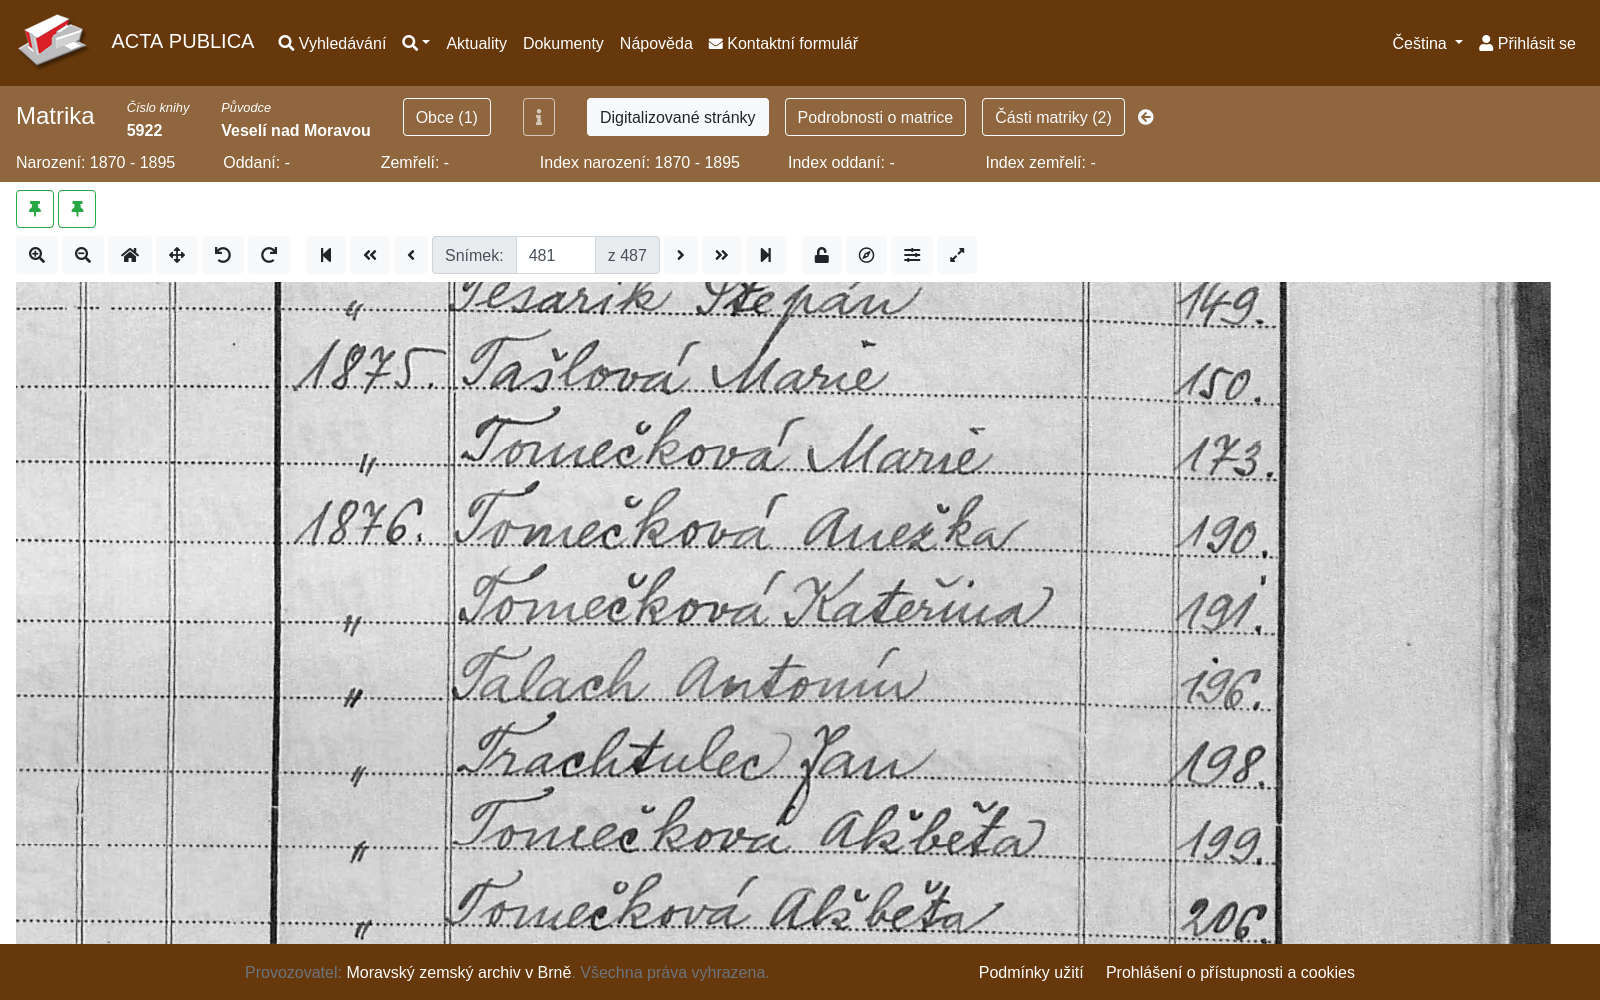 ACTA PUBLICA Vyhledávání Aktuality Dokumenty Nápověda Kontaktní formulář Čeština Přihlásit se
Matrika Číslo knihy 5922 Původce Veselí nad Moravou Obce (1) Digitalizované stránky Podrobnosti o matrice Části matriky (2)
Narození: 1870 - 1895 Oddaní: - Zemřelí: - Index narození: 1870 - 1895 Index oddaní: - Index zemřelí: -
Snímek: 481 z 487
" Tesařík Štěpán 149.
1875. Tašlová Marie 150.
" Tomečková Marie 173.
1876. Tomečková Anežka 190.
" Tomečková Kateřina 191.
" Talach Antonín 196.
" Trachtulec Jan 198.
" Tomečková Alžběta 199.
" Tomečková Alžběta 206.
Provozovatel: Moravský zemský archiv v Brně. Všechna práva vyhrazena. Podmínky užití Prohlášení o přístupnosti a cookies